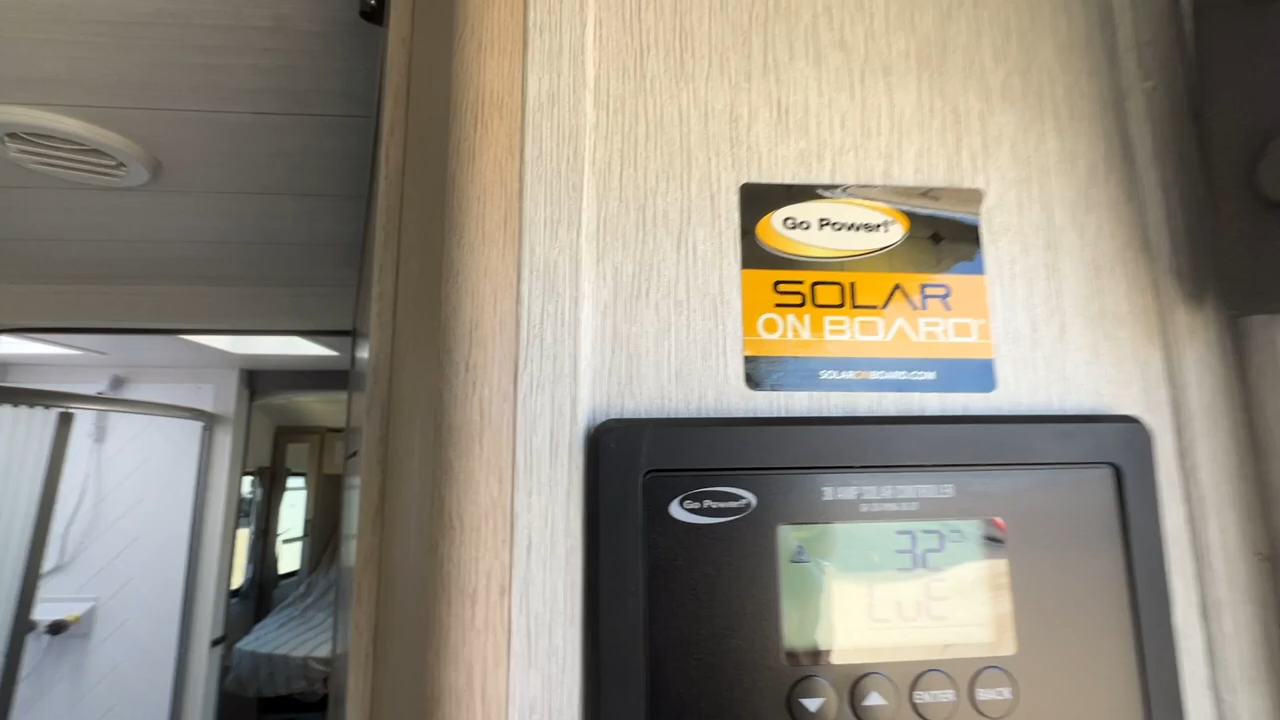 Go Power!
SOLAR
ON BOARD
SOLARONBOARD.COM
Go Power!
30 AMP SOLAR CONTROLLER
32
ENTER
BACK